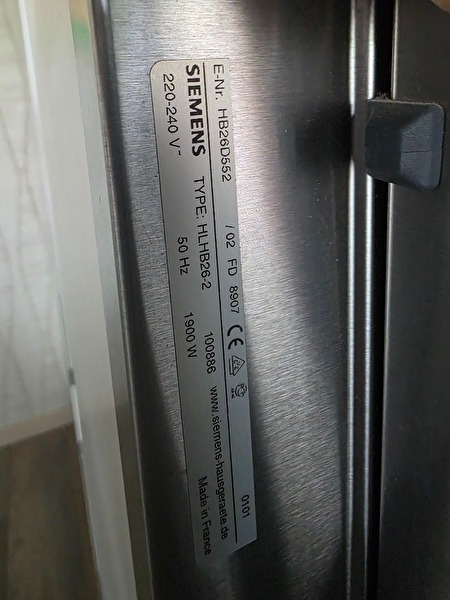 E-Nr. HB26D552 / 02 FD 8907 CE 0101
SIEMENS TYPE: HLHB26-2 100886 www.siemens-hausgeraete.de
220-240 V~ 50 Hz 1900 W Made in France